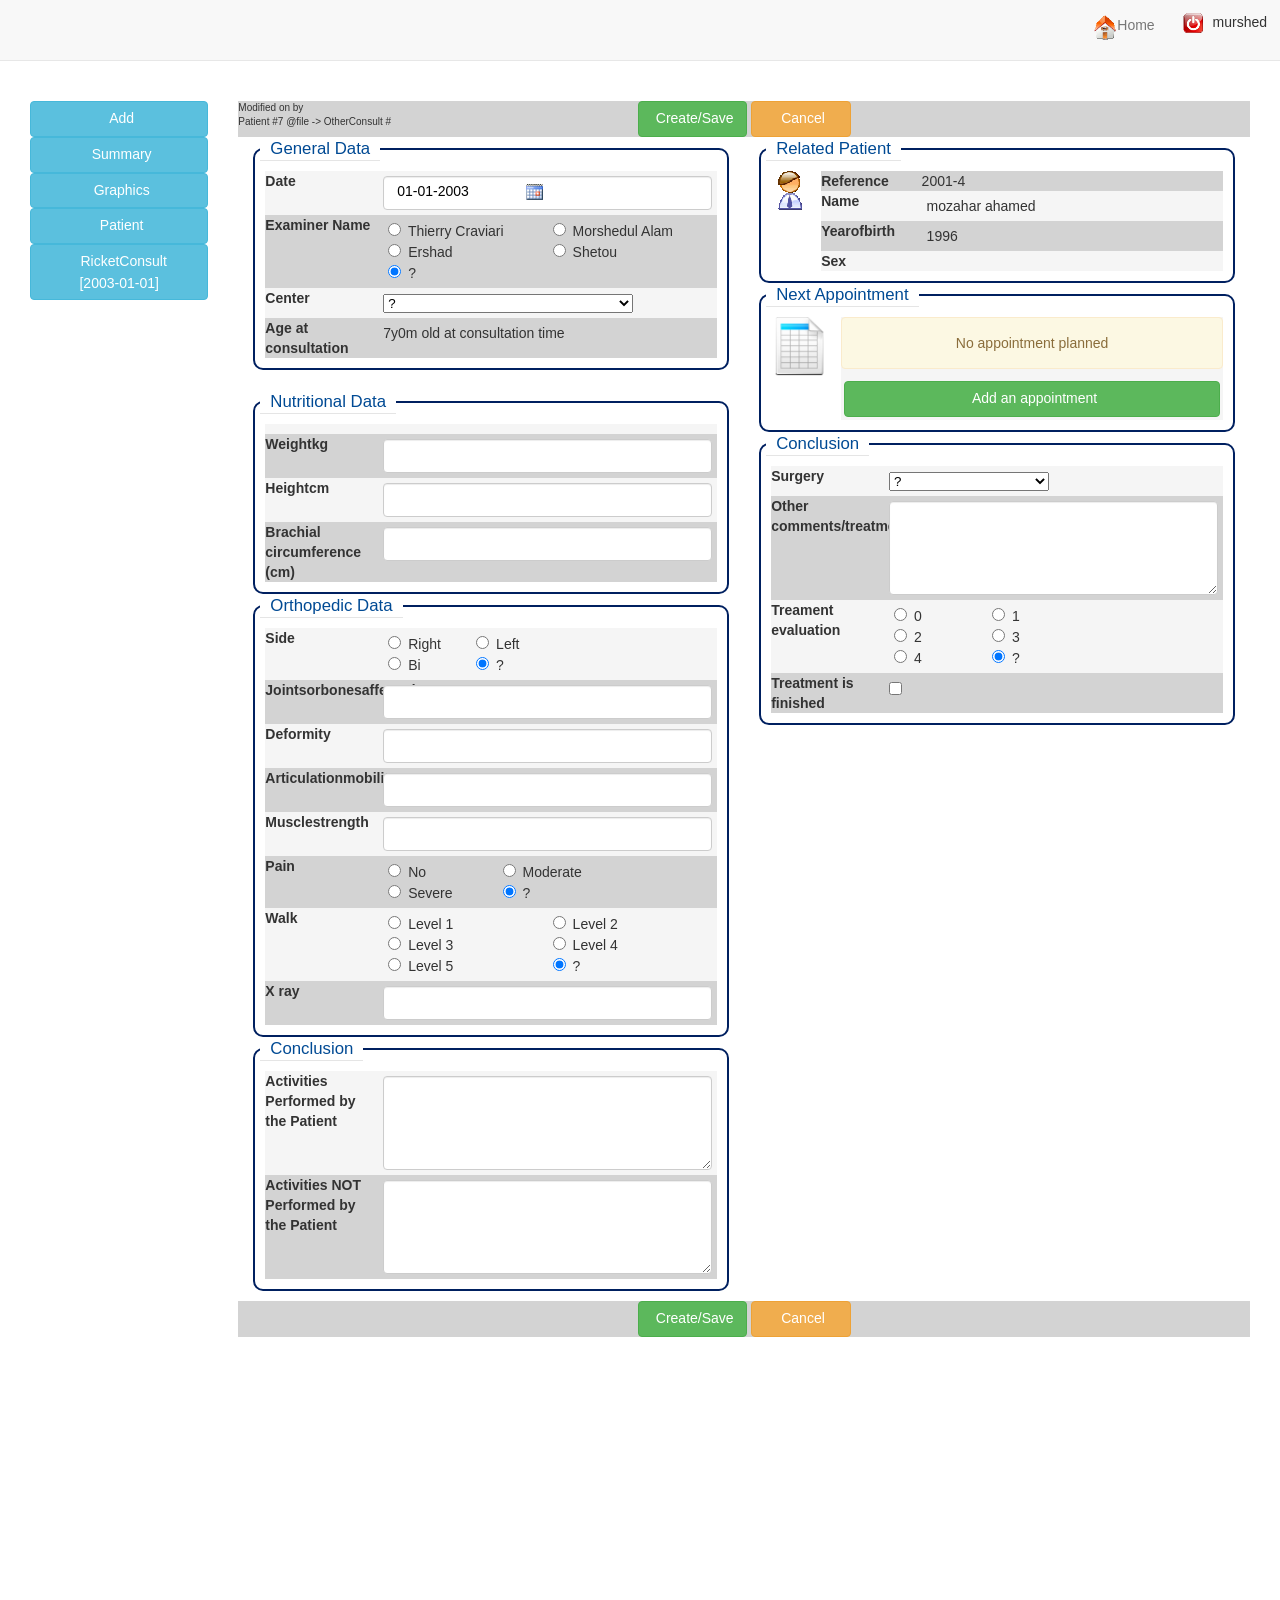 Home
murshed
Add
Summary
Graphics
Patient
RicketConsult
[2003-01-01]
Modified on by
Patient #7 @file -> OtherConsult #
Create/Save
Cancel
General Data
Date
01-01-2003
Examiner Name
Thierry Craviari
Morshedul Alam
Ershad
Shetou
?
Center
?
Age at
consultation
7y0m old at consultation time
Nutritional Data
Weightkg
Heightcm
Brachial
circumference
(cm)
Orthopedic Data
Side
Right
Left
Bi
?
Deformity
Musclestrength
Pain
No
Moderate
Severe
?
Walk
Level 1
Level 2
Level 3
Level 4
Level 5
?
X ray
Conclusion
Activities
Performed by
the Patient
Activities NOT
Performed by
the Patient
Related Patient
Reference
2001-4
Name
mozahar ahamed
Yearofbirth
1996
Sex
Next Appointment
No appointment planned
Add an appointment
Conclusion
Surgery
?
Other
Treament
evaluation
0
1
2
3
4
?
Treatment is
finished
Create/Save
Cancel